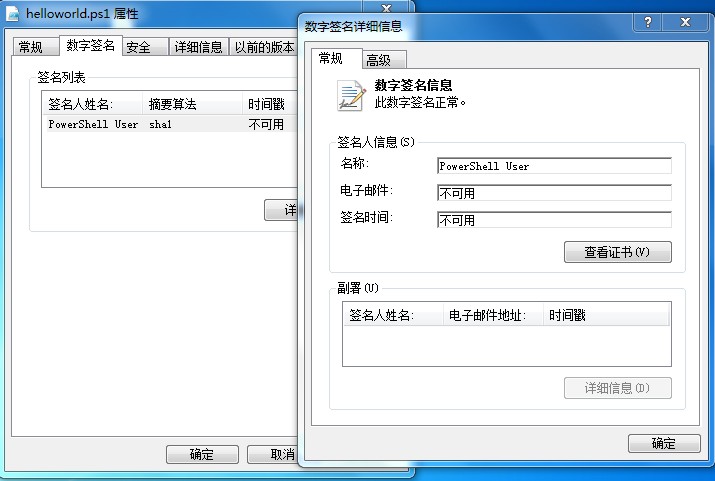 helloworld.ps1 属性
常规
数字签名
安全
详细信息
以前的版本
签名列表
签名人姓名:
摘要算法
时间戳
PowerShell User
sha1
不可用
详
确定
取消
数字签名详细信息
常规
高级
数字签名信息
此数字签名正常。
签名人信息(S)
名称:
PowerShell User
电子邮件:
不可用
签名时间:
不可用
查看证书(V)
副署(U)
签名人姓名:
电子邮件地址:
时间戳
详细信息(D)
确定